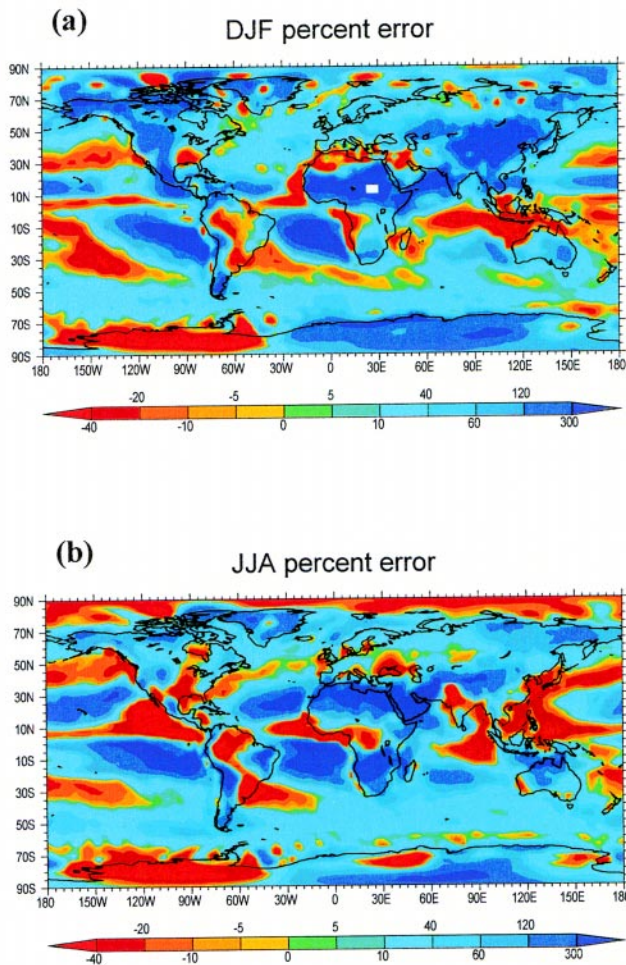 (a)
DJF percent error
90N
70N
50N
30N
10N
10S
30S
50S
70S
90S
180 150W 120W 90W 60W 30W 0 30E 60E 90E 120E 150E 180
-20 -5 5 40 120
-40 -10 0 10 60 300
(b)
JJA percent error
90N
70N
50N
30N
10N
10S
30S
50S
70S
90S
180 150W 120W 90W 60W 30W 0 30E 60E 90E 120E 150E 180
-20 -5 5 40 120
-40 -10 0 10 60 300